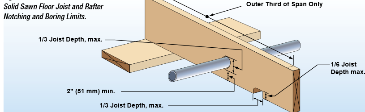 Solid Sawn Floor Joist and Rafter
Notching and Boring Limits.
Outer Third of Span Only
1/3 Joist Depth, max.
1/6 Joist
Depth max.
2" (51 mm) min.
1/3 Joist Depth, max.